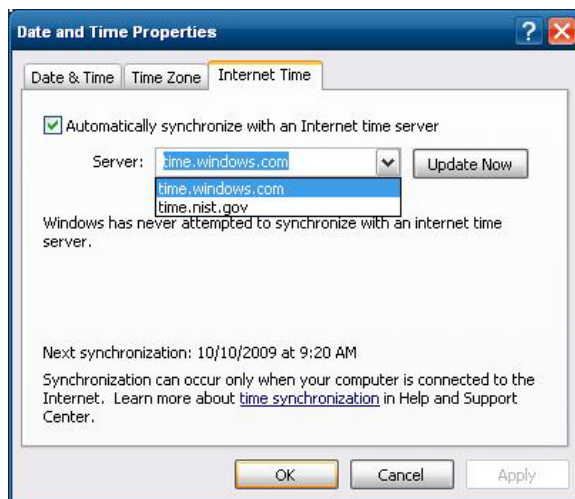 Date and Time Properties
Date & Time
Time Zone
Internet Time
Automatically synchronize with an Internet time server
Server:
time.windows.com
Update Now
time.windows.com
time.nist.gov
Windows has never attempted to synchronize with an internet time
server.
Next synchronization: 10/10/2009 at 9:20 AM
Synchronization can occur only when your computer is connected to the
Internet. Learn more about time synchronization in Help and Support
Center.
OK
Cancel
Apply